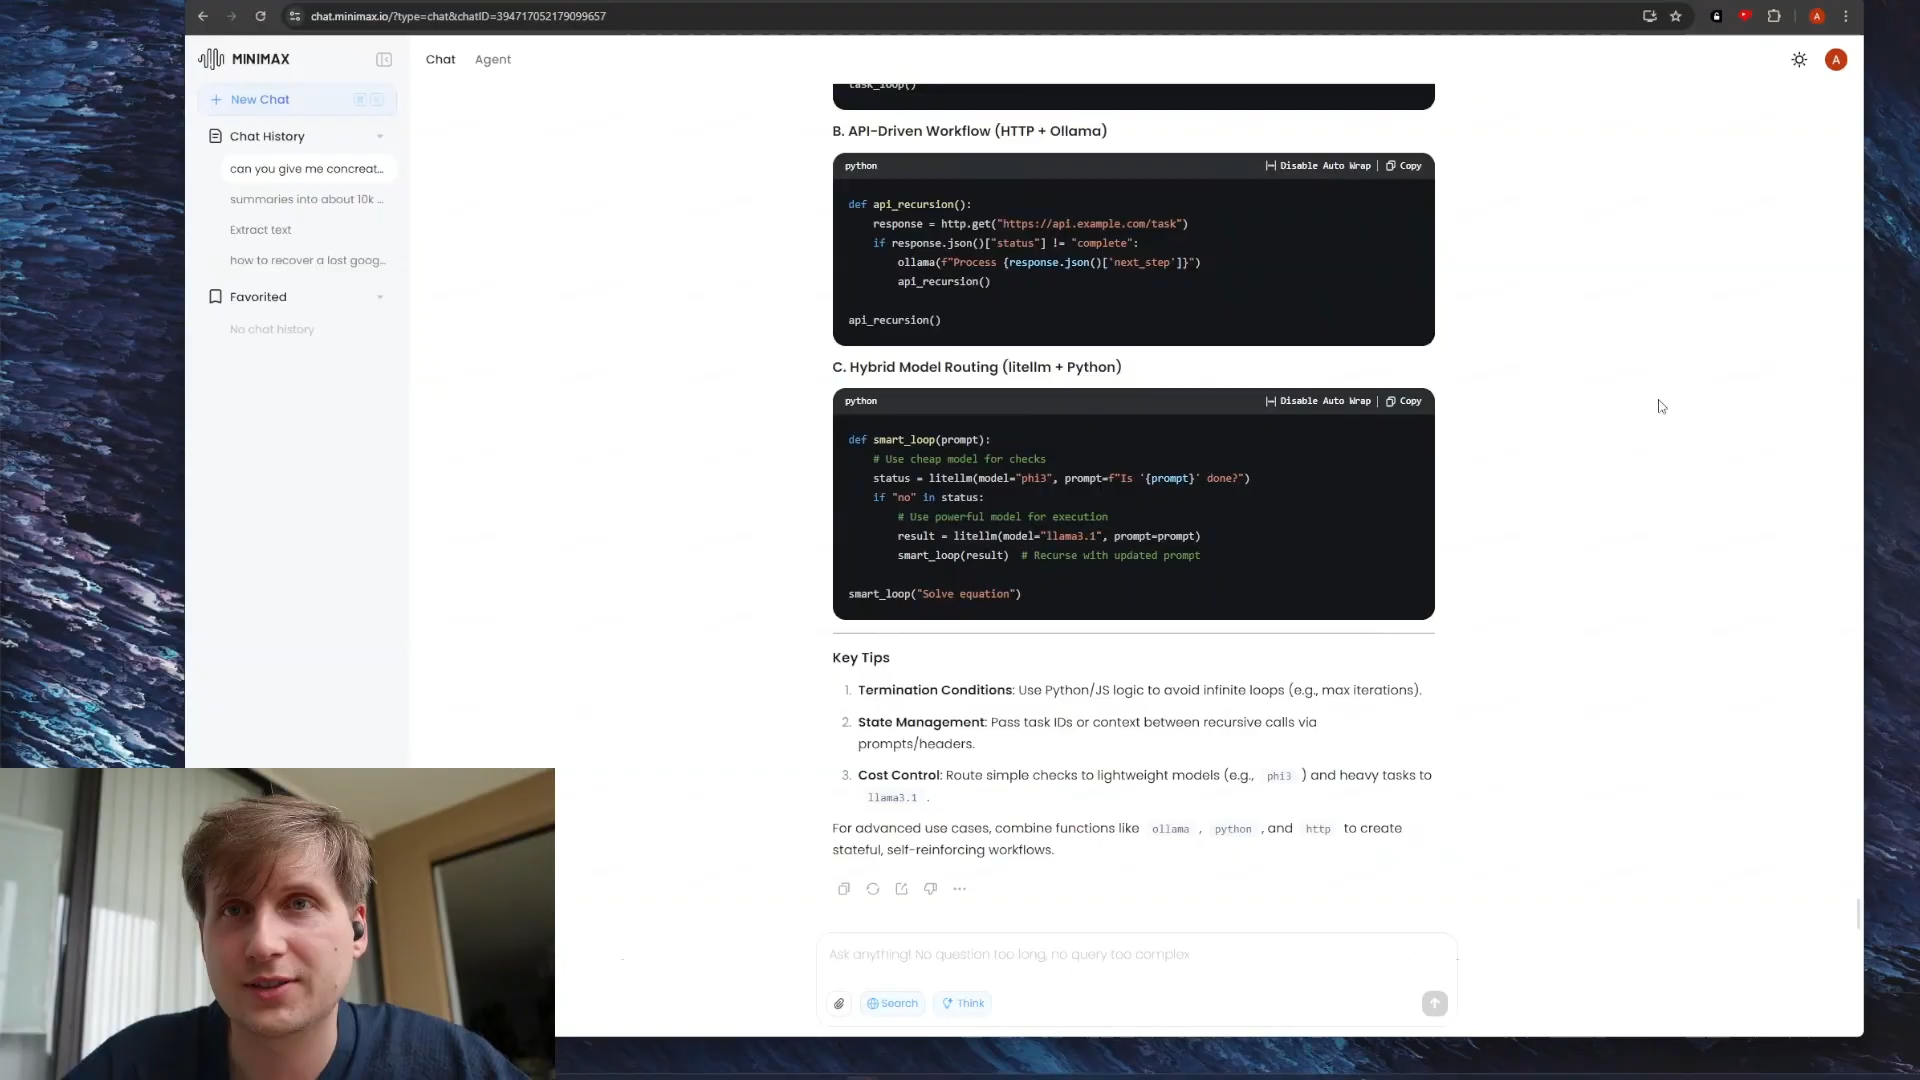 chat.minimax.io/?type=chat&chatID=394717052179099657
A
MINIMAX
Chat
Agent
A
New Chat
Chat History
can you give me concreat...
summaries into about 10k ...
Extract text
how to recover a lost goog...
Favorited
No chat history
task_loop()
B. API-Driven Workflow (HTTP + Ollama)
python
Disable Auto Wrap | Copy
def api_recursion():
response = http.get("https://api.example.com/task")
if response.json()["status"] != "complete":
ollama(f"Process {response.json()['next_step']}")
api_recursion()
api_recursion()
C. Hybrid Model Routing (litellm + Python)
python
Disable Auto Wrap | Copy
def smart_loop(prompt):
# Use cheap model for checks
status = litellm(model="phi3", prompt=f"Is '{prompt}' done?")
if "no" in status:
# Use powerful model for execution
result = litellm(model="llama3.1", prompt=prompt)
smart_loop(result) # Recurse with updated prompt
smart_loop("Solve equation")
Key Tips
1. Termination Conditions: Use Python/JS logic to avoid infinite loops (e.g., max iterations).
2. State Management: Pass task IDs or context between recursive calls via
prompts/headers.
3. Cost Control: Route simple checks to lightweight models (e.g., phi3 ) and heavy tasks to
llama3.1 .
For advanced use cases, combine functions like ollama , python , and http to create
stateful, self-reinforcing workflows.
Ask anything! No question too long, no query too complex
Search
Think